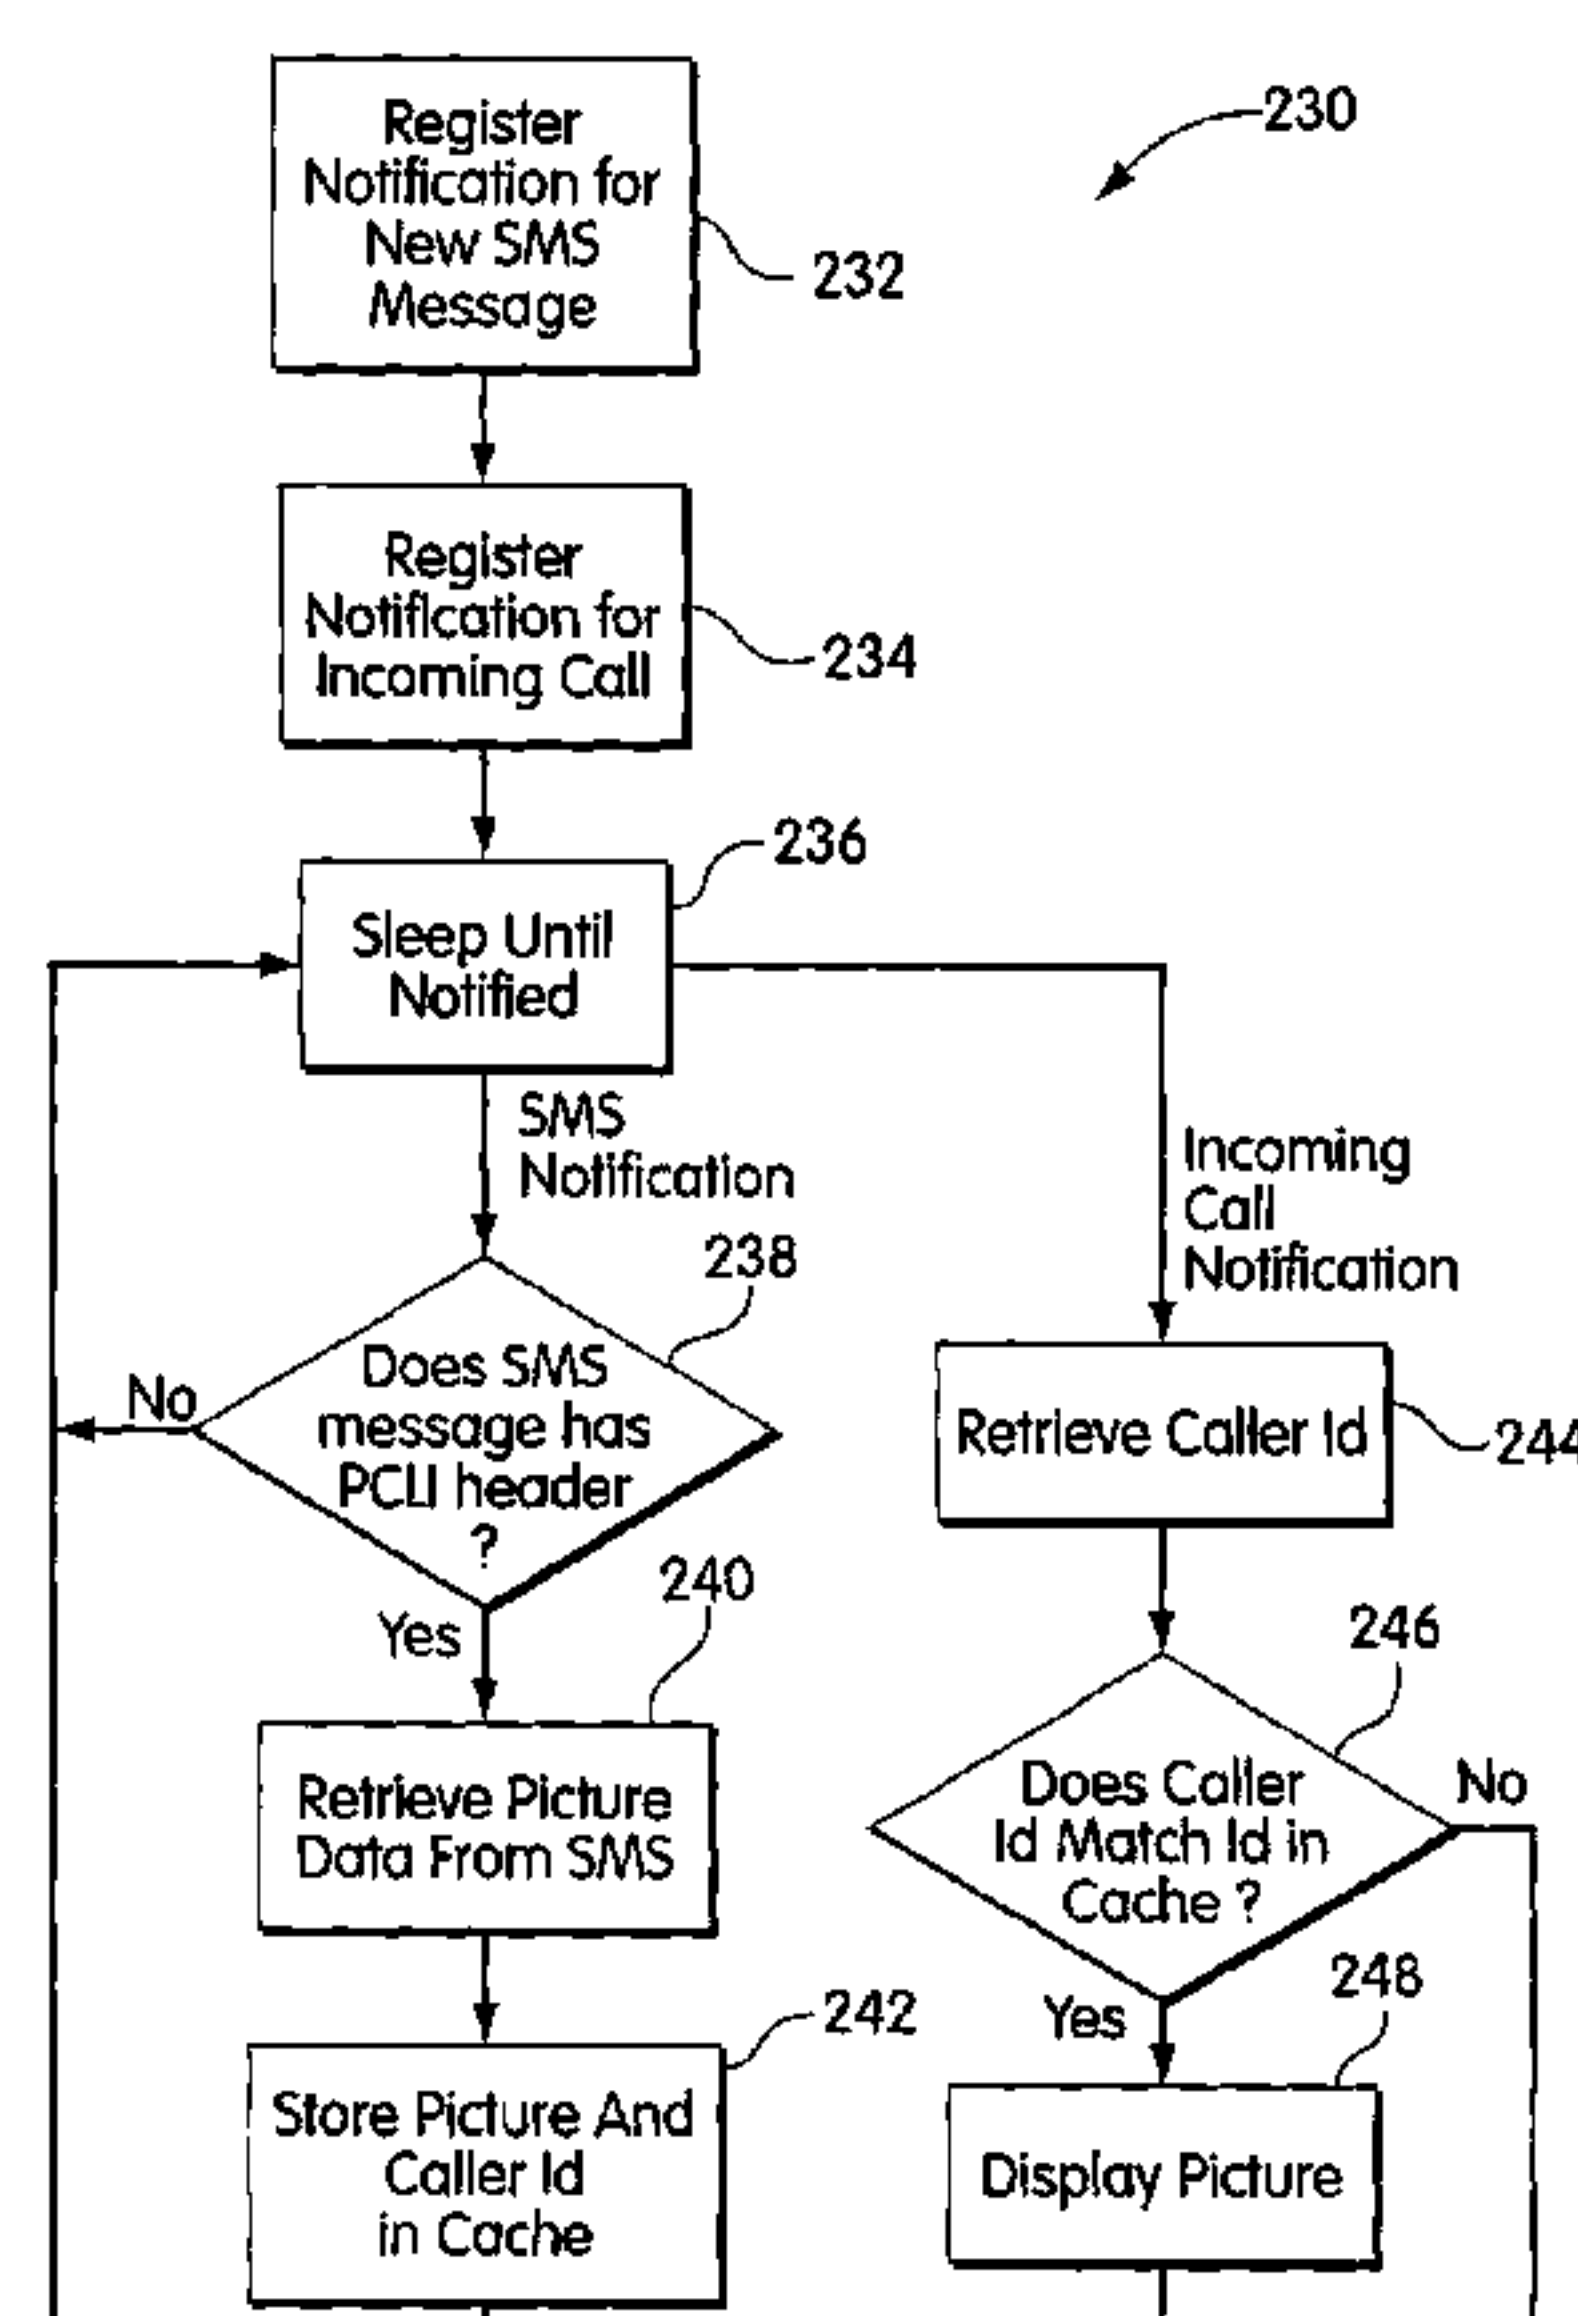 Register
Notification for
New SMS
Message
230
232
Register
Notification for
Incoming Call
234
236
Sleep Until
Notified
SMS
Notification
Incoming
Call
Notification
238
Does SMS
message has
PCLI header
?
No
Yes
Retrieve Caller Id
244
240
Retrieve Picture
Data From SMS
246
Does Caller
Id Match Id in
Cache ?
No
Yes
242
Store Picture And
Caller Id
in Cache
248
Display Picture